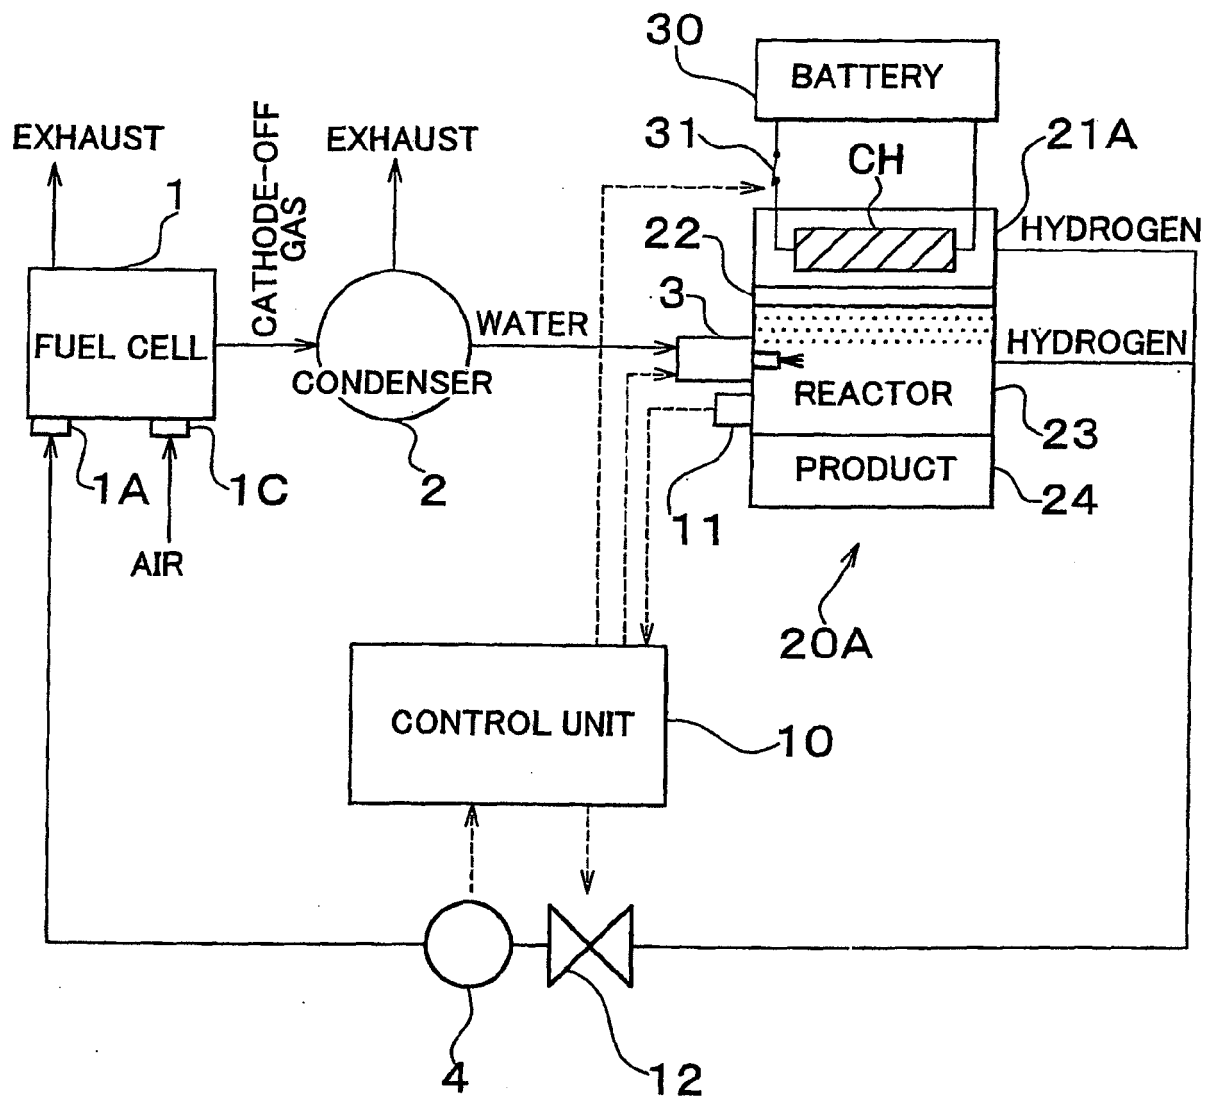 30
BATTERY
EXHAUST
CATHODE-OFF
GAS
EXHAUST
31
CH
21A
1
22
HYDROGEN
3
WATER
FUEL CELL
CONDENSER
HYDROGEN
REACTOR
23
1A
1C
2
PRODUCT
24
11
AIR
20A
CONTROL UNIT
10
4
12